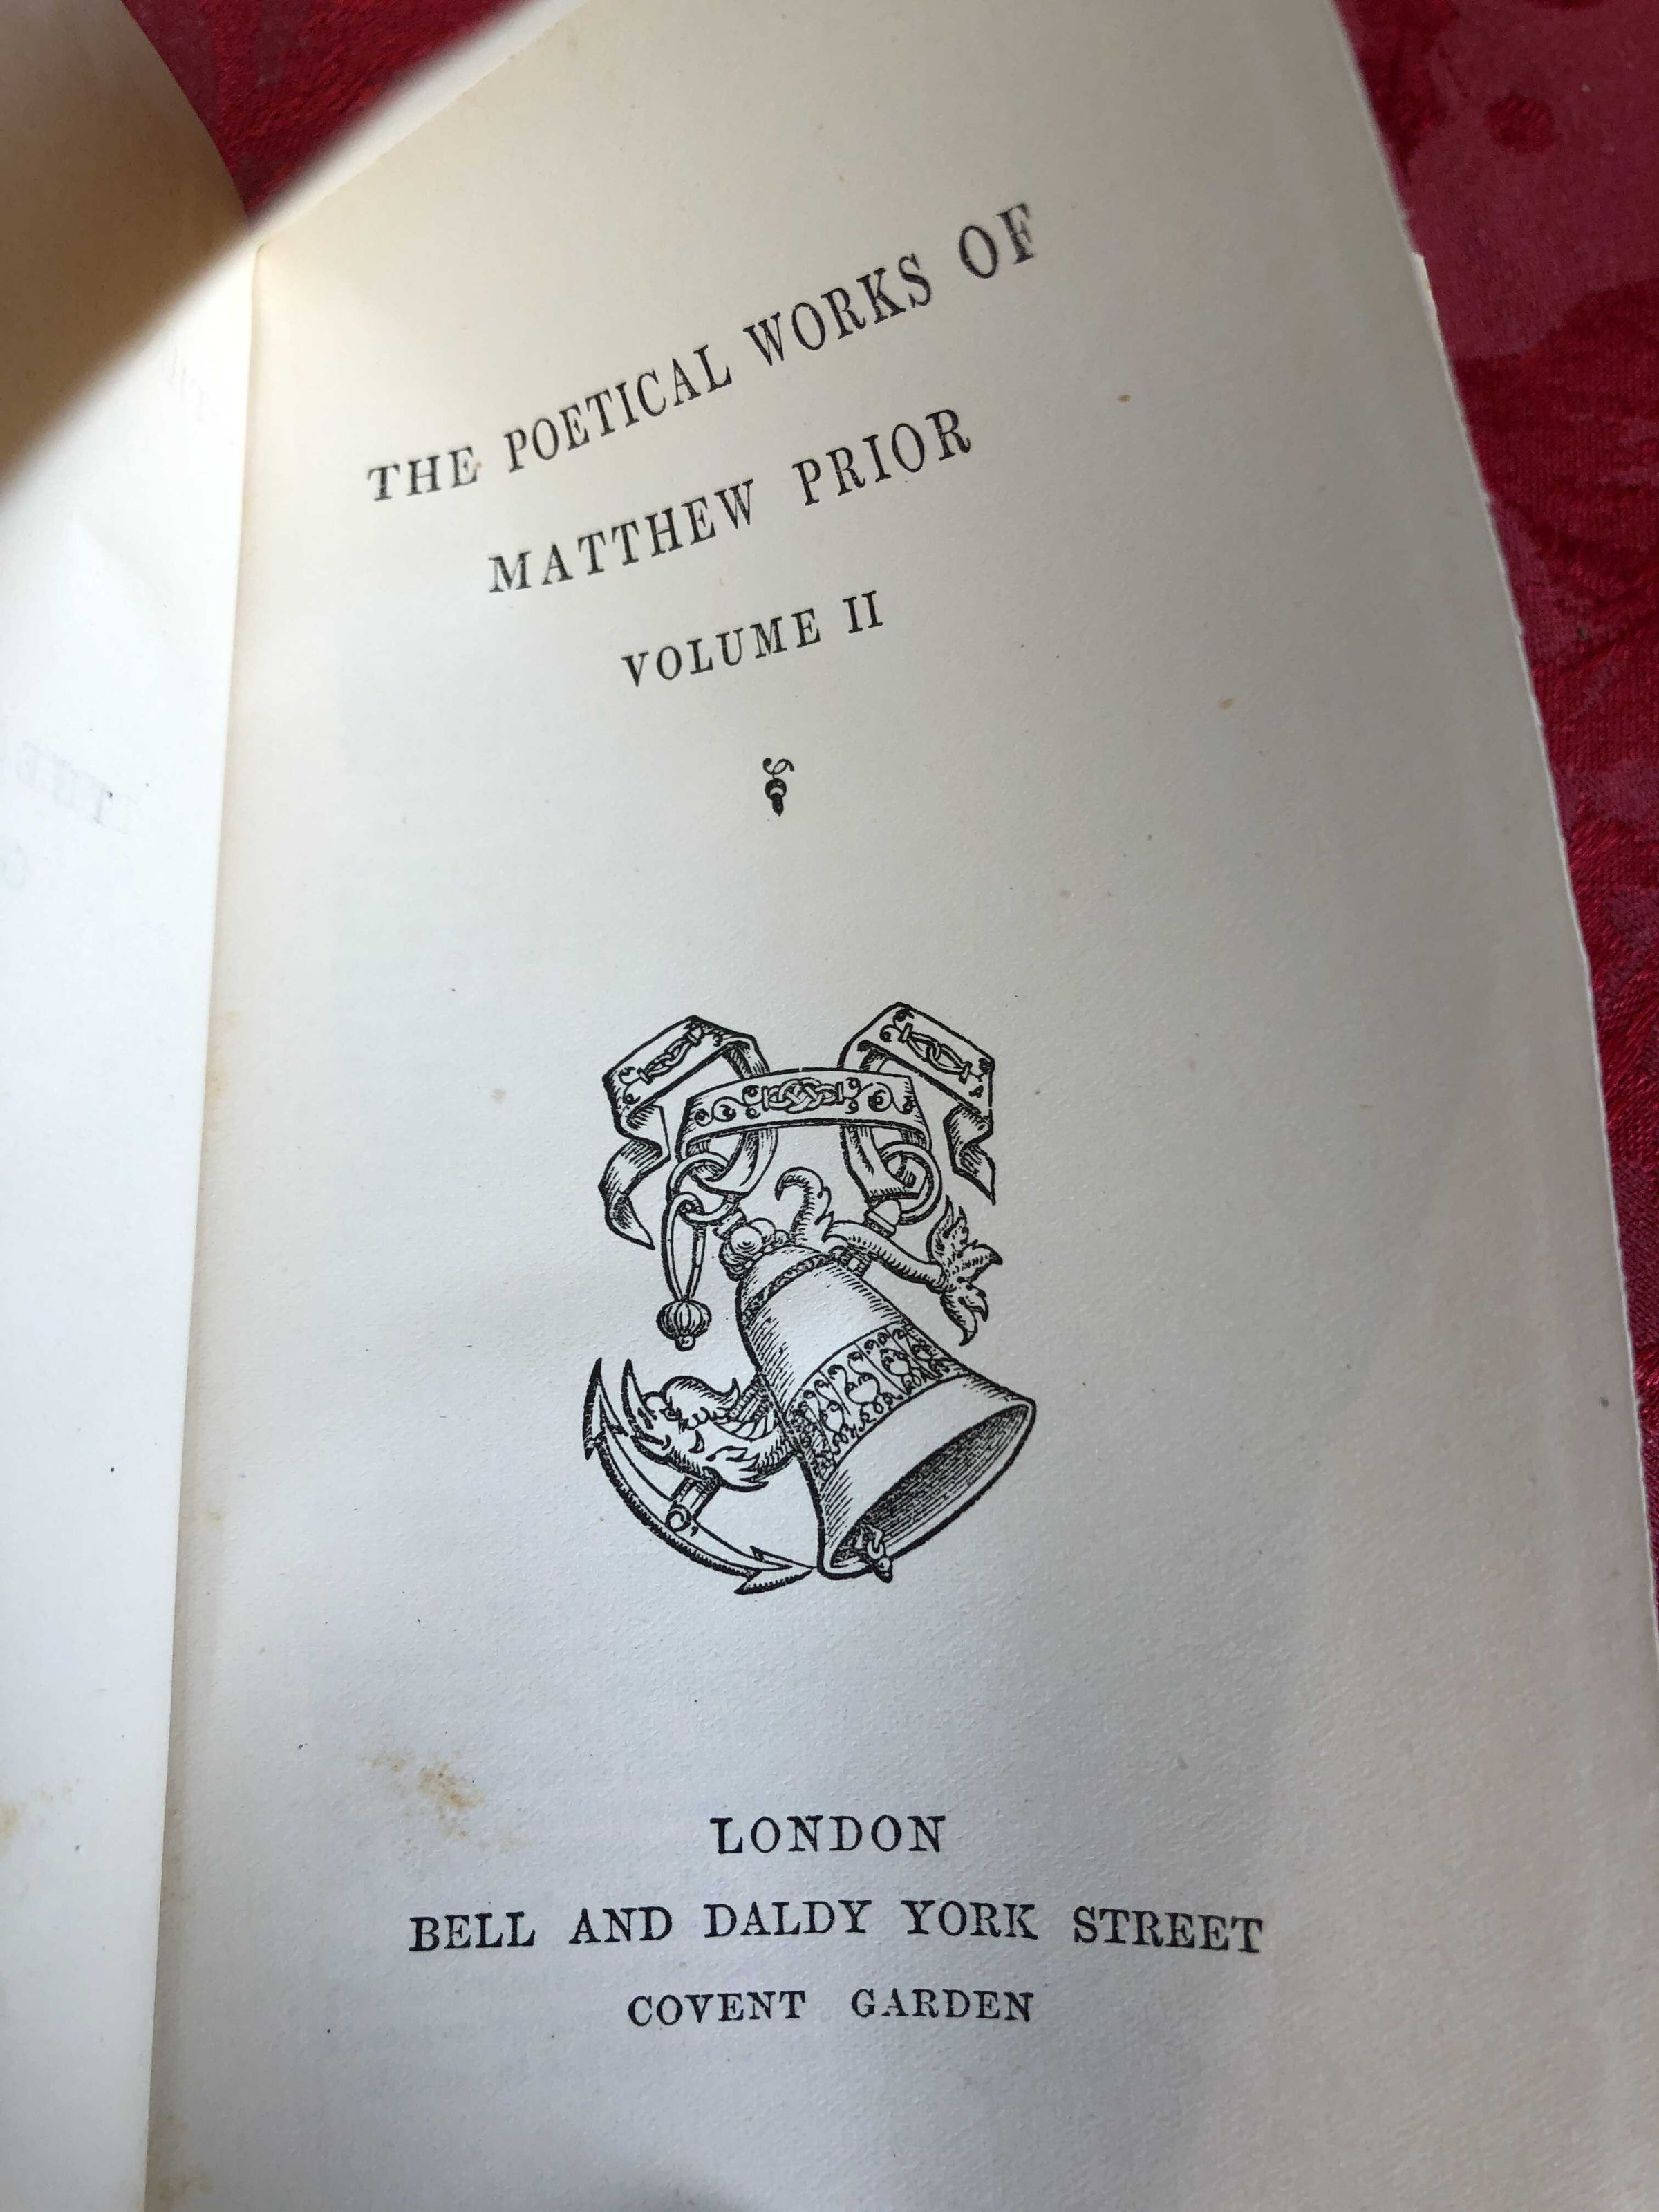 THE POETICAL WORKS OF
MATTHEW PRIOR
VOLUME II
LONDON
BELL AND DALDY YORK STREET
COVENT GARDEN